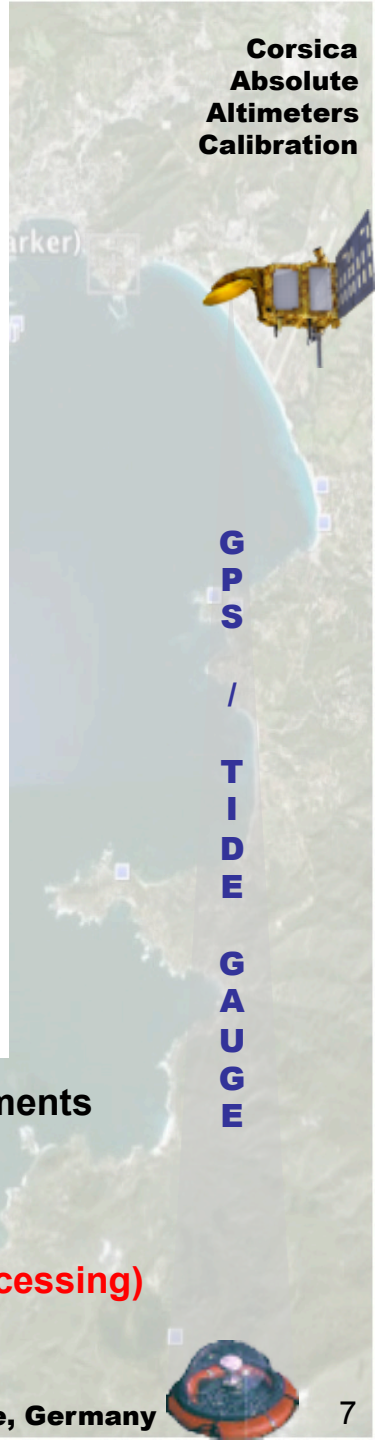 Corsica
Absolute
Altimeters
Calibration
arker)
G
P
S
/
T
I
D
E
G
A
U
G
E
ments
cessing)
e, Germany
7